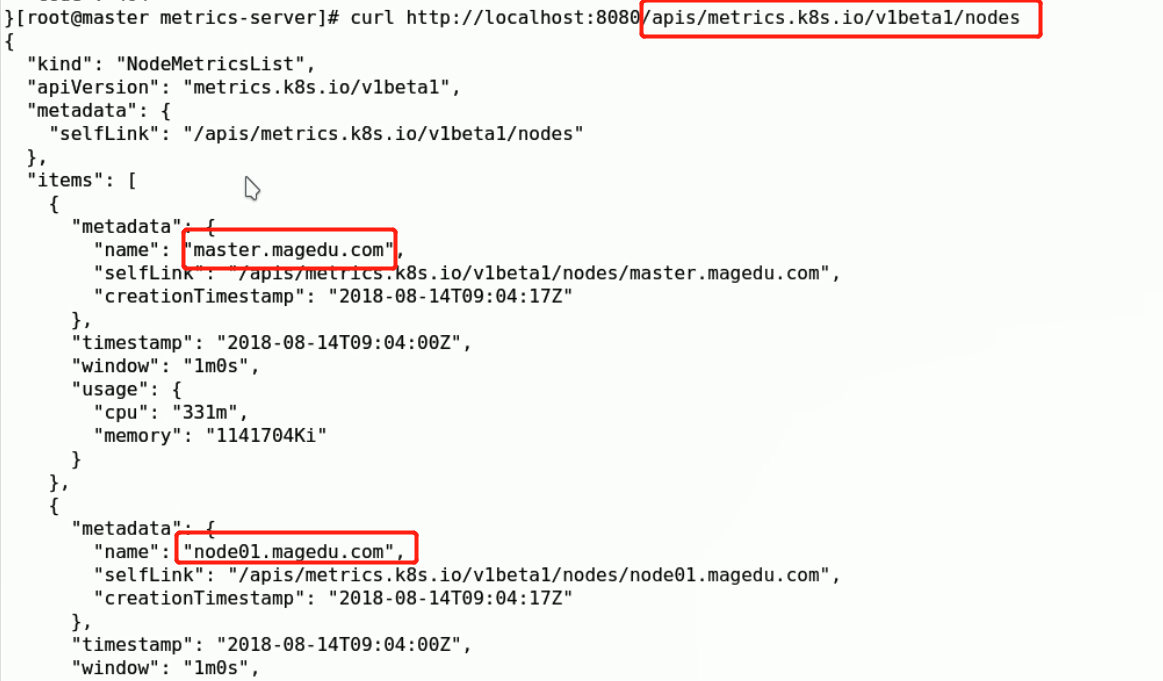 }[root@master metrics-server]# curl http://localhost:8080/apis/metrics.k8s.io/v1beta1/nodes
{
  "kind": "NodeMetricsList",
  "apiVersion": "metrics.k8s.io/v1beta1",
  "metadata": {
    "selfLink": "/apis/metrics.k8s.io/v1beta1/nodes"
  },
  "items": [
    {
      "metadata": {
        "name": "master.magedu.com",
        "selfLink": "/apis/metrics.k8s.io/v1beta1/nodes/master.magedu.com",
        "creationTimestamp": "2018-08-14T09:04:17Z"
      },
      "timestamp": "2018-08-14T09:04:00Z",
      "window": "1m0s",
      "usage": {
        "cpu": "331m",
        "memory": "1141704Ki"
      }
    },
    {
      "metadata": {
        "name": "node01.magedu.com",
        "selfLink": "/apis/metrics.k8s.io/v1beta1/nodes/node01.magedu.com",
        "creationTimestamp": "2018-08-14T09:04:17Z"
      },
      "timestamp": "2018-08-14T09:04:00Z",
      "window": "1m0s",